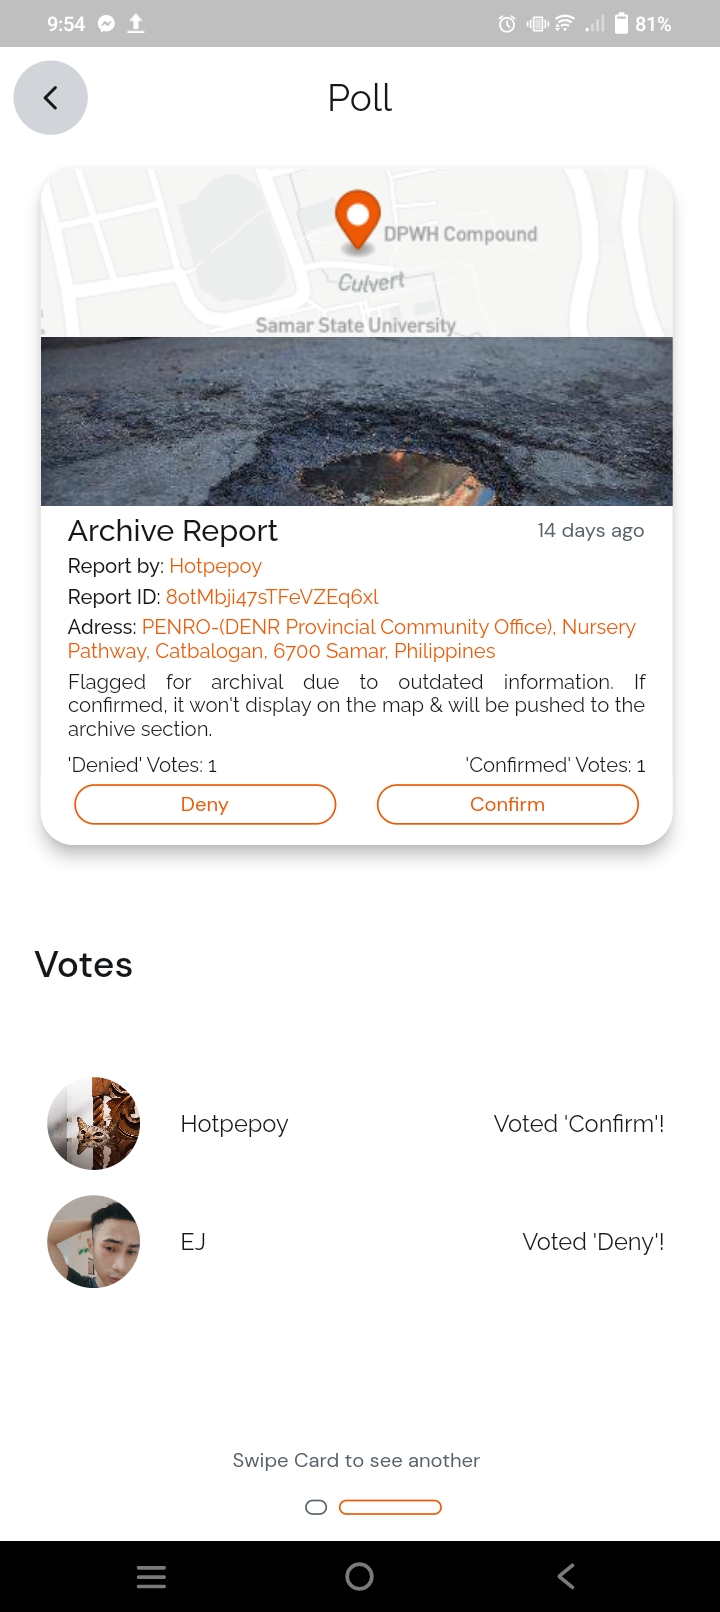 9:54
81%
Poll
DPWH Compound
Culvert
Samar State University
Archive Report
14 days ago
Report by: Hotpepoy
Report ID: 8otMbji47sTFeVZEq6xl
Adress: PENRO-(DENR Provincial Community Office), Nursery
Pathway, Catbalogan, 6700 Samar, Philippines
Flagged for archival due to outdated information. If
confirmed, it won't display on the map & will be pushed to the
archive section.
'Denied' Votes: 1
'Confirmed' Votes: 1
Deny
Confirm
Votes
Hotpepoy
Voted 'Confirm'!
EJ
Voted 'Deny'!
Swipe Card to see another